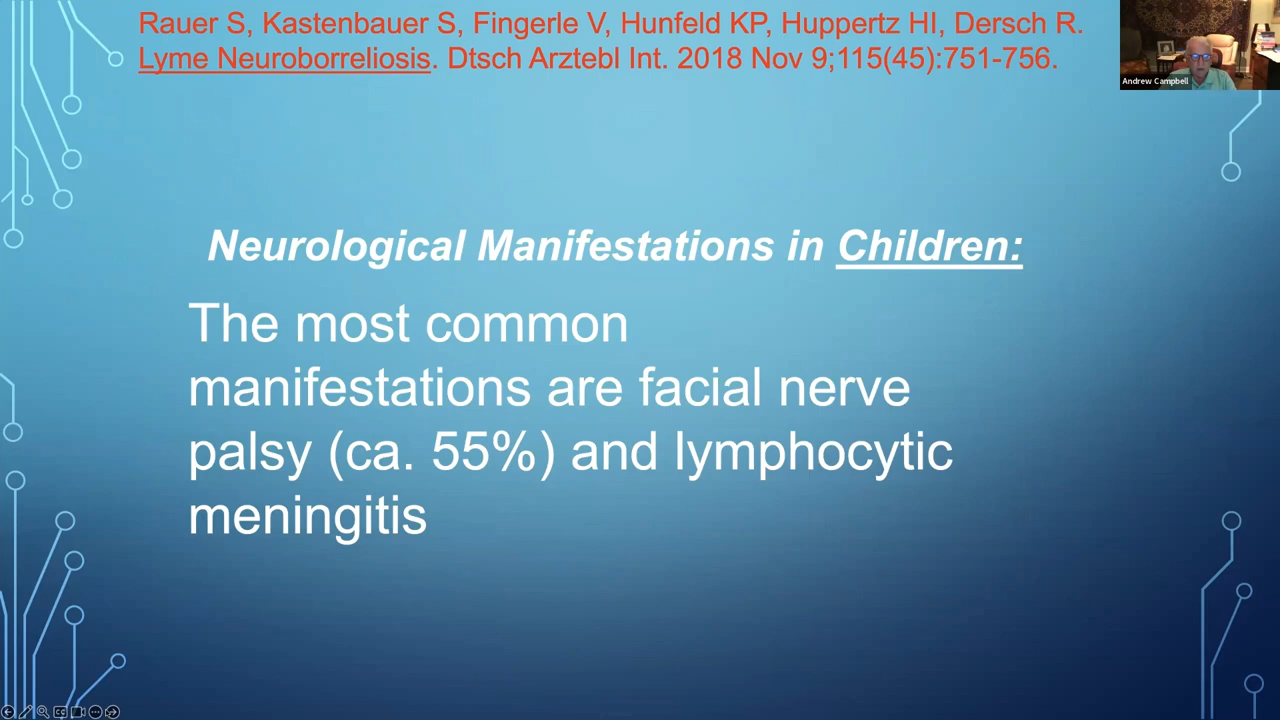 Rauer S, Kastenbauer S, Fingerle V, Hunfeld KP, Huppertz HI, Dersch R.
Lyme Neuroborreliosis. Dtsch Arztebl Int. 2018 Nov 9;115(45):751-756.
Andrew Campbell
Neurological Manifestations in Children:
The most common
manifestations are facial nerve
palsy (ca. 55%) and lymphocytic
meningitis